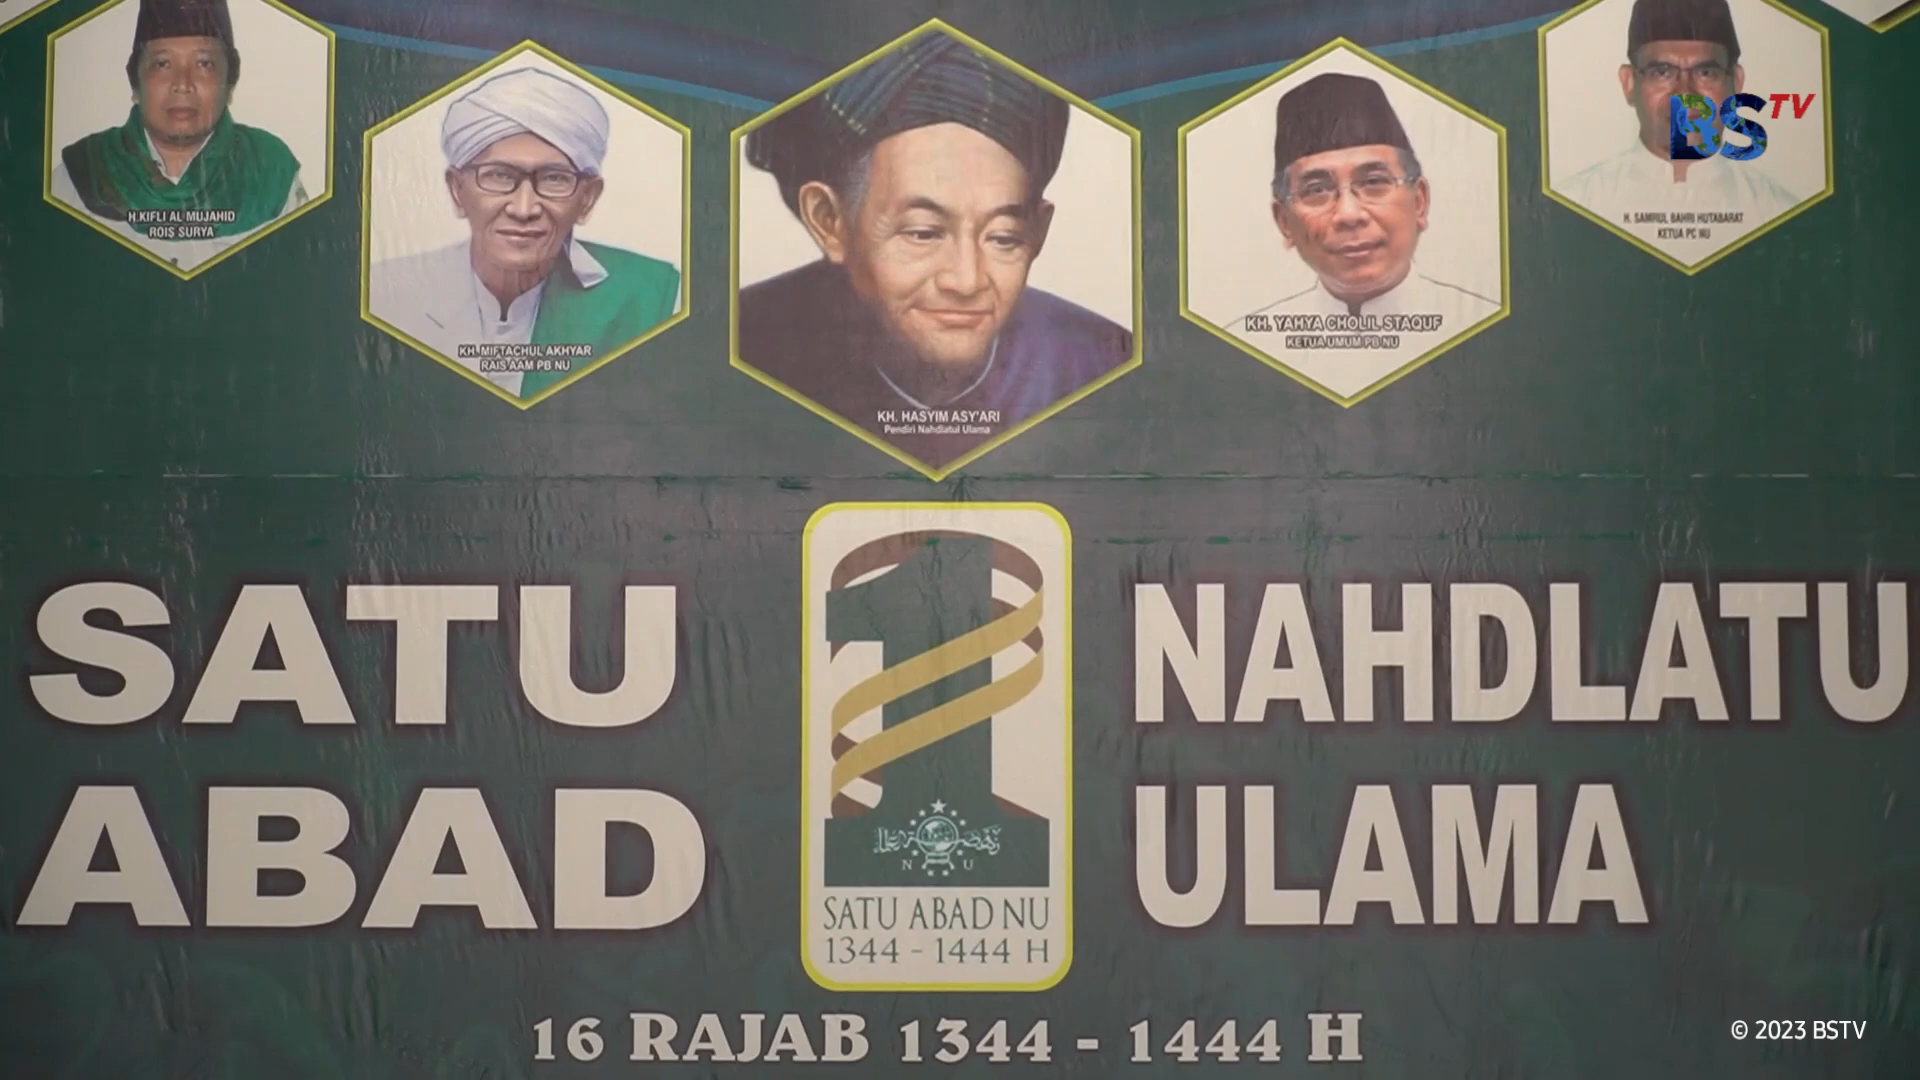 BSTV
H.KIFLI AL MUJAHID
ROIS SURYA
KH. MIFTACHUL AKHYAR
RAIS AAM PB NU
KH. HASYIM ASY'ARI
Pendiri Nahdlatul Ulama
KH. YAHYA CHOLIL STAQUF
KETUA UMUM PB NU
H. SAMRUL BAHRI HUTABARAT
KETUA PC NU
SATU
ABAD
N U
SATU ABAD NU
1344 - 1444 H
NAHDLATU
ULAMA
16 RAJAB 1344 - 1444 H
© 2023 BSTV